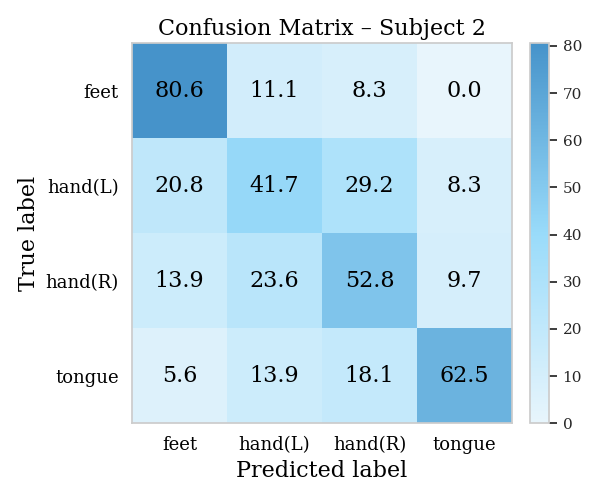 Confusion Matrix – Subject 2
True label
feet 80.6 11.1 8.3 0.0
hand(L) 20.8 41.7 29.2 8.3
hand(R) 13.9 23.6 52.8 9.7
tongue 5.6 13.9 18.1 62.5
feet hand(L) hand(R) tongue
Predicted label
80
70
60
50
40
30
20
10
0